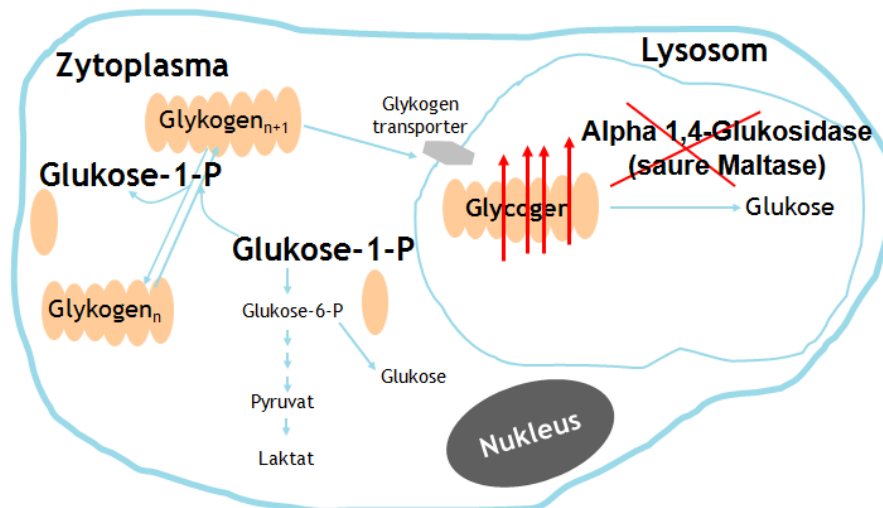 Zytoplasma
Lysosom
Glykogen
transporter
Glykogenn+1
Alpha 1,4-Glukosidase
(saure Maltase)
Glukose-1-P
Glycogen
Glukose
Glukose-1-P
Glykogenn
Glukose-6-P
Glukose
Pyruvat
Laktat
Nukleus